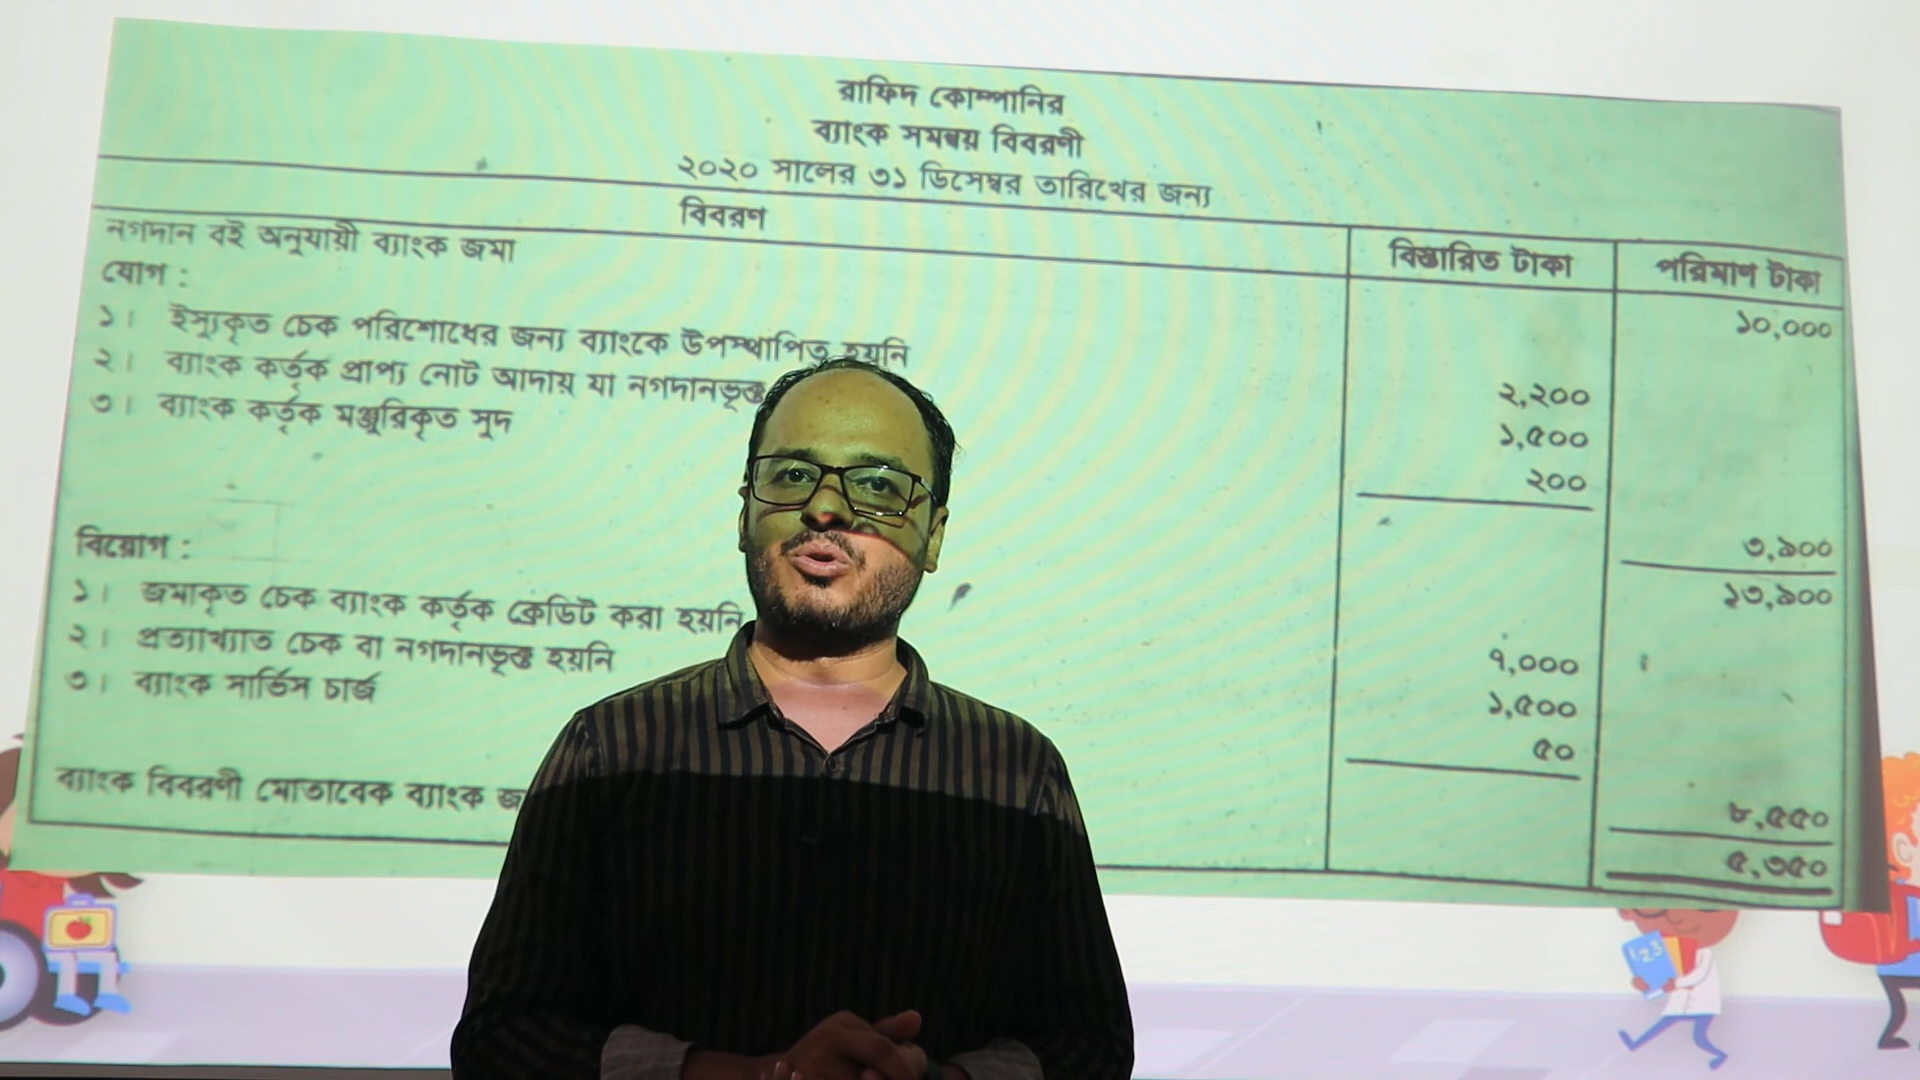 রাফিদ কোম্পানির
ব্যাংক সমন্বয় বিবরণী
২০২০ সালের ৩১ ডিসেম্বর তারিখের জন্য
বিবরণ বিস্তারিত টাকা পরিমাণ টাকা
নগদান বই অনুযায়ী ব্যাংক জমা ১০,০০০
যোগ :
১। ইস্যুকৃত চেক পরিশোধের জন্য ব্যাংকে উপস্থাপিত হয়নি ২,২০০
২। ব্যাংক কর্তৃক প্রাপ্য নোট আদায় যা নগদানভূক্ত ১,৫০০
৩। ব্যাংক কর্তৃক মঞ্জুরিকৃত সুদ ২০০
৩,৯০০
১৩,৯০০
বিয়োগ :
১। জমাকৃত চেক ব্যাংক কর্তৃক ক্রেডিট করা হয়নি ৭,০০০
২। প্রত্যাখ্যাত চেক বা নগদানভূক্ত হয়নি ১,৫০০
৩। ব্যাংক সার্ভিস চার্জ ৫০
৮,৫৫০
ব্যাংক বিবরণী মোতাবেক ব্যাংক ৫,৩৫০
123